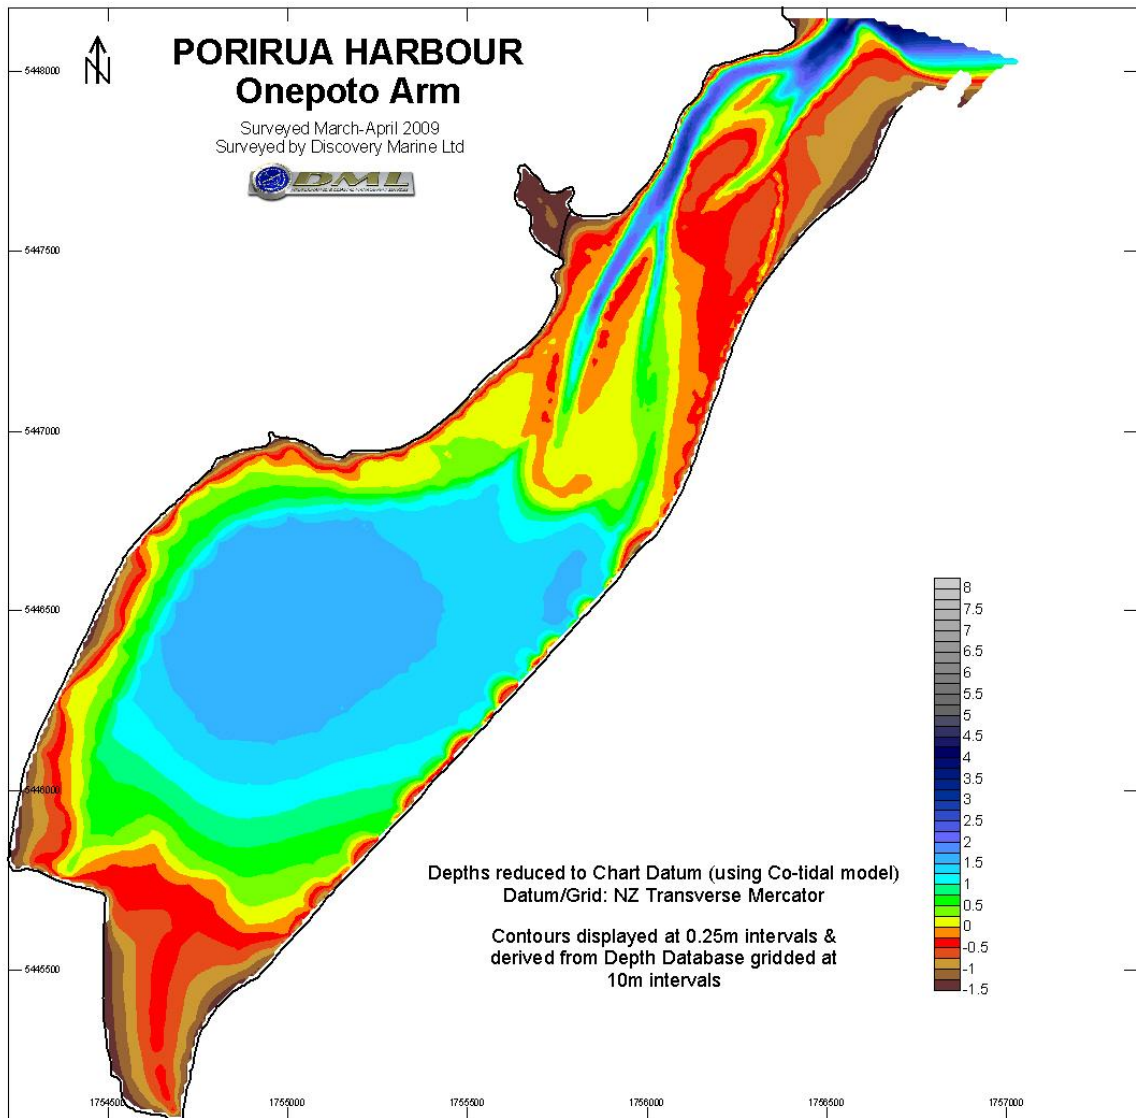 PORIRUA HARBOUR
Onepoto Arm
Surveyed March-April 2009
Surveyed by Discovery Marine Ltd
DML
N
5448000
5447500
5447000
5446500
5446000
5445500
8
7.5
7
6.5
6
5.5
5
4.5
4
3.5
3
2.5
2
1.5
1
0.5
0
-0.5
-1
-1.5
Depths reduced to Chart Datum (using Co-tidal model)
Datum/Grid: NZ Transverse Mercator
Contours displayed at 0.25m intervals &
derived from Depth Database gridded at
10m intervals
1754500
1755000
1755500
1756000
1756500
1757000